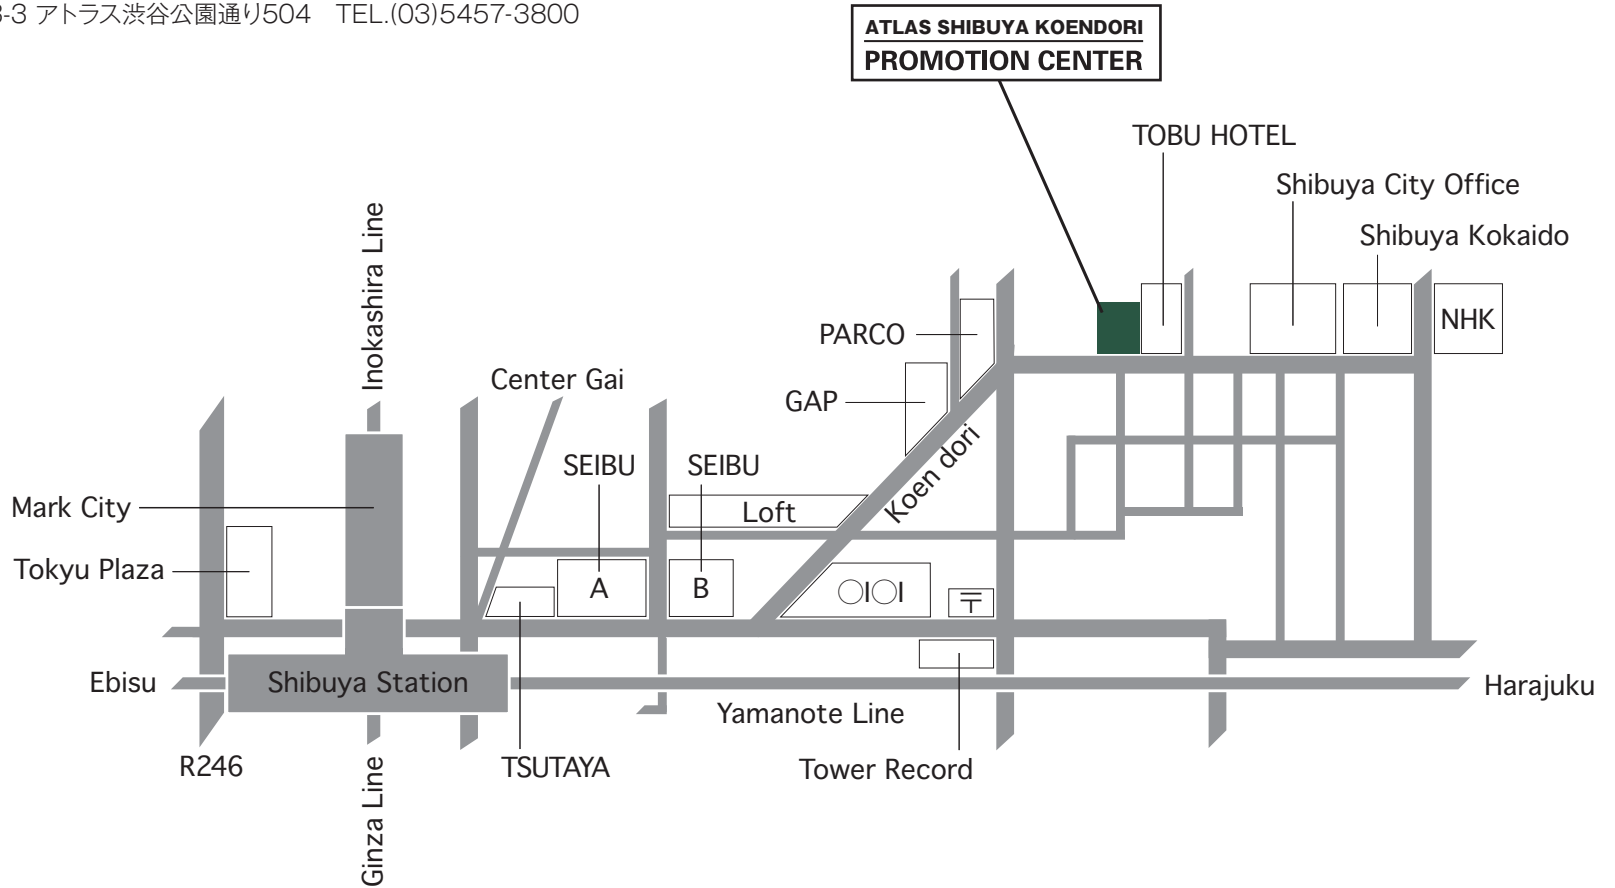 3-3 アトラス渋谷公園通り504　TEL.(03)5457-3800
ATLAS SHIBUYA KOENDORI
PROMOTION CENTER
TOBU HOTEL
Shibuya City Office
Shibuya Kokaido
Inokashira Line
NHK
PARCO
Center Gai
GAP
Koen dori
SEIBU
SEIBU
Mark City
Loft
Tokyu Plaza
A
B
OIOI
〒
Ebisu
Shibuya Station
Harajuku
Yamanote Line
R246
TSUTAYA
Tower Record
Ginza Line